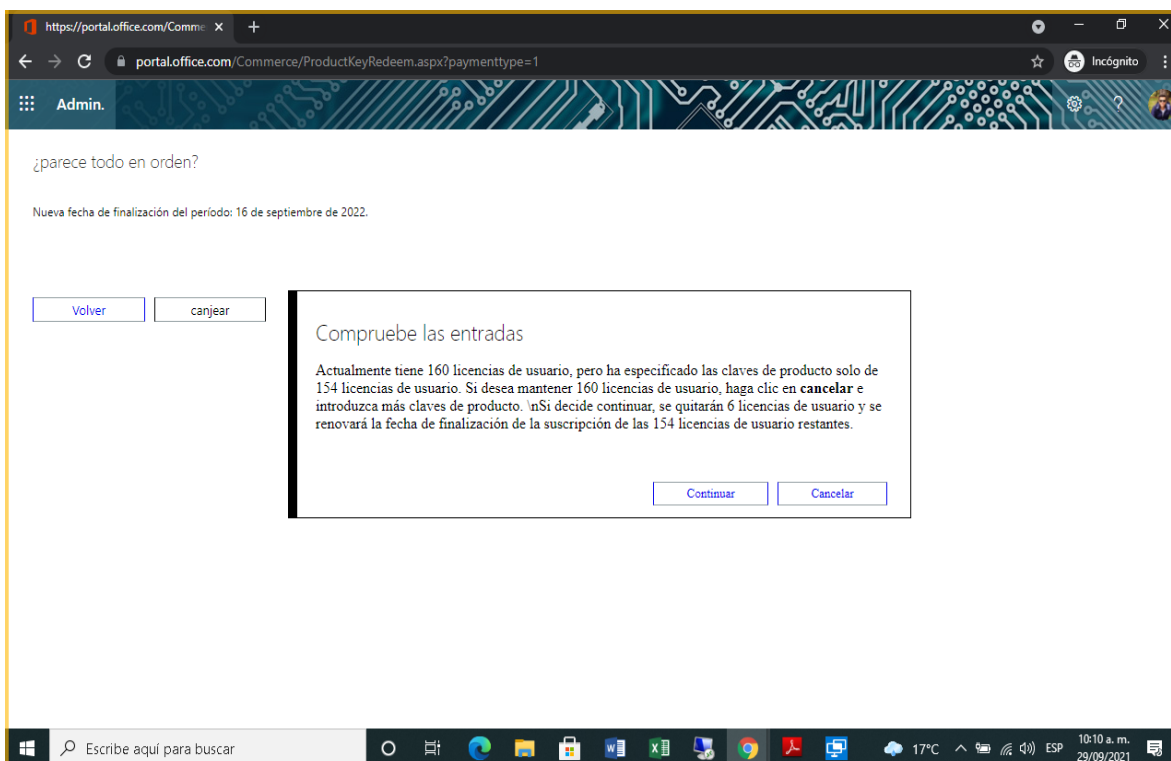 https://portal.office.com/Comme
portal.office.com/Commerce/ProductKeyRedeem.aspx?paymenttype=1
Incógnito
Admin.
¿parece todo en orden?
Nueva fecha de finalización del período: 16 de septiembre de 2022.
Volver
canjear
Compruebe las entradas
Actualmente tiene 160 licencias de usuario, pero ha especificado las claves de producto solo de
154 licencias de usuario. Si desea mantener 160 licencias de usuario, haga clic en cancelar e
introduzca más claves de producto. \nSi decide continuar, se quitarán 6 licencias de usuario y se
renovará la fecha de finalización de la suscripción de las 154 licencias de usuario restantes.
Continuar
Cancelar
Escribe aquí para buscar
17°C
ESP
10:10 a. m.
29/09/2021